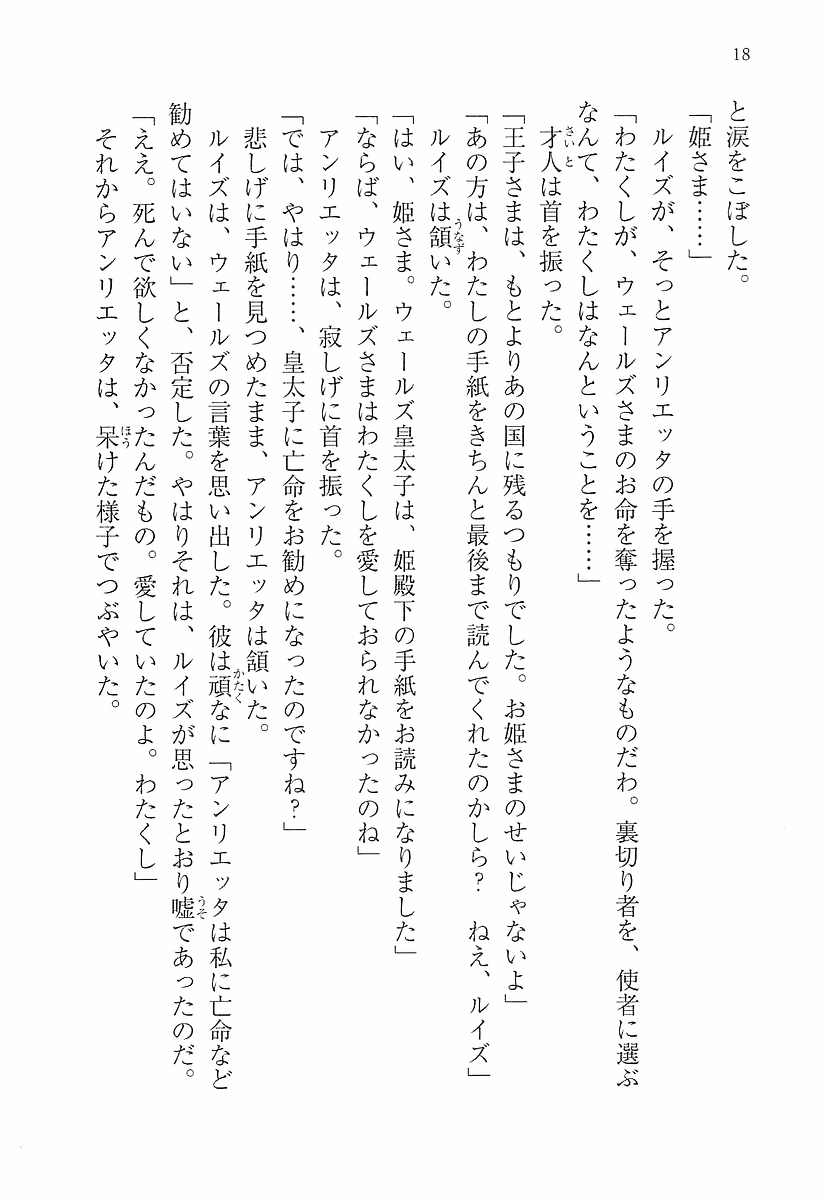 18
と涙をこぼした。
「姫さま……」
ルイズが、そっとアンリエッタの手を握った。
「わたくしが、ウェールズさまのお命を奪ったようなものだわ。裏切り者を、使者に選ぶ
なんて、わたくしはなんということを……」
才人は首を振った。
「王子さまは、もとよりあの国に残るつもりでした。お姫さまのせいじゃないよ」
「あの方は、わたしの手紙をきちんと最後まで読んでくれたのかしら？　ねえ、ルイズ」
ルイズは頷いた。
「はい、姫さま。ウェールズ皇太子は、姫殿下の手紙をお読みになりました」
「ならば、ウェールズさまはわたくしを愛しておられなかったのね」
アンリエッタは、寂しげに首を振った。
「では、やはり……、皇太子に亡命をお勧めになったのですね？」
悲しげに手紙を見つめたまま、アンリエッタは頷いた。
ルイズは、ウェールズの言葉を思い出した。彼は頑なに「アンリエッタは私に亡命など
勧めてはいない」と、否定した。やはりそれは、ルイズが思ったとおり嘘であったのだ。
「ええ。死んで欲しくなかったんだもの。愛していたのよ。わたくし」
それからアンリエッタは、呆けた様子でつぶやいた。